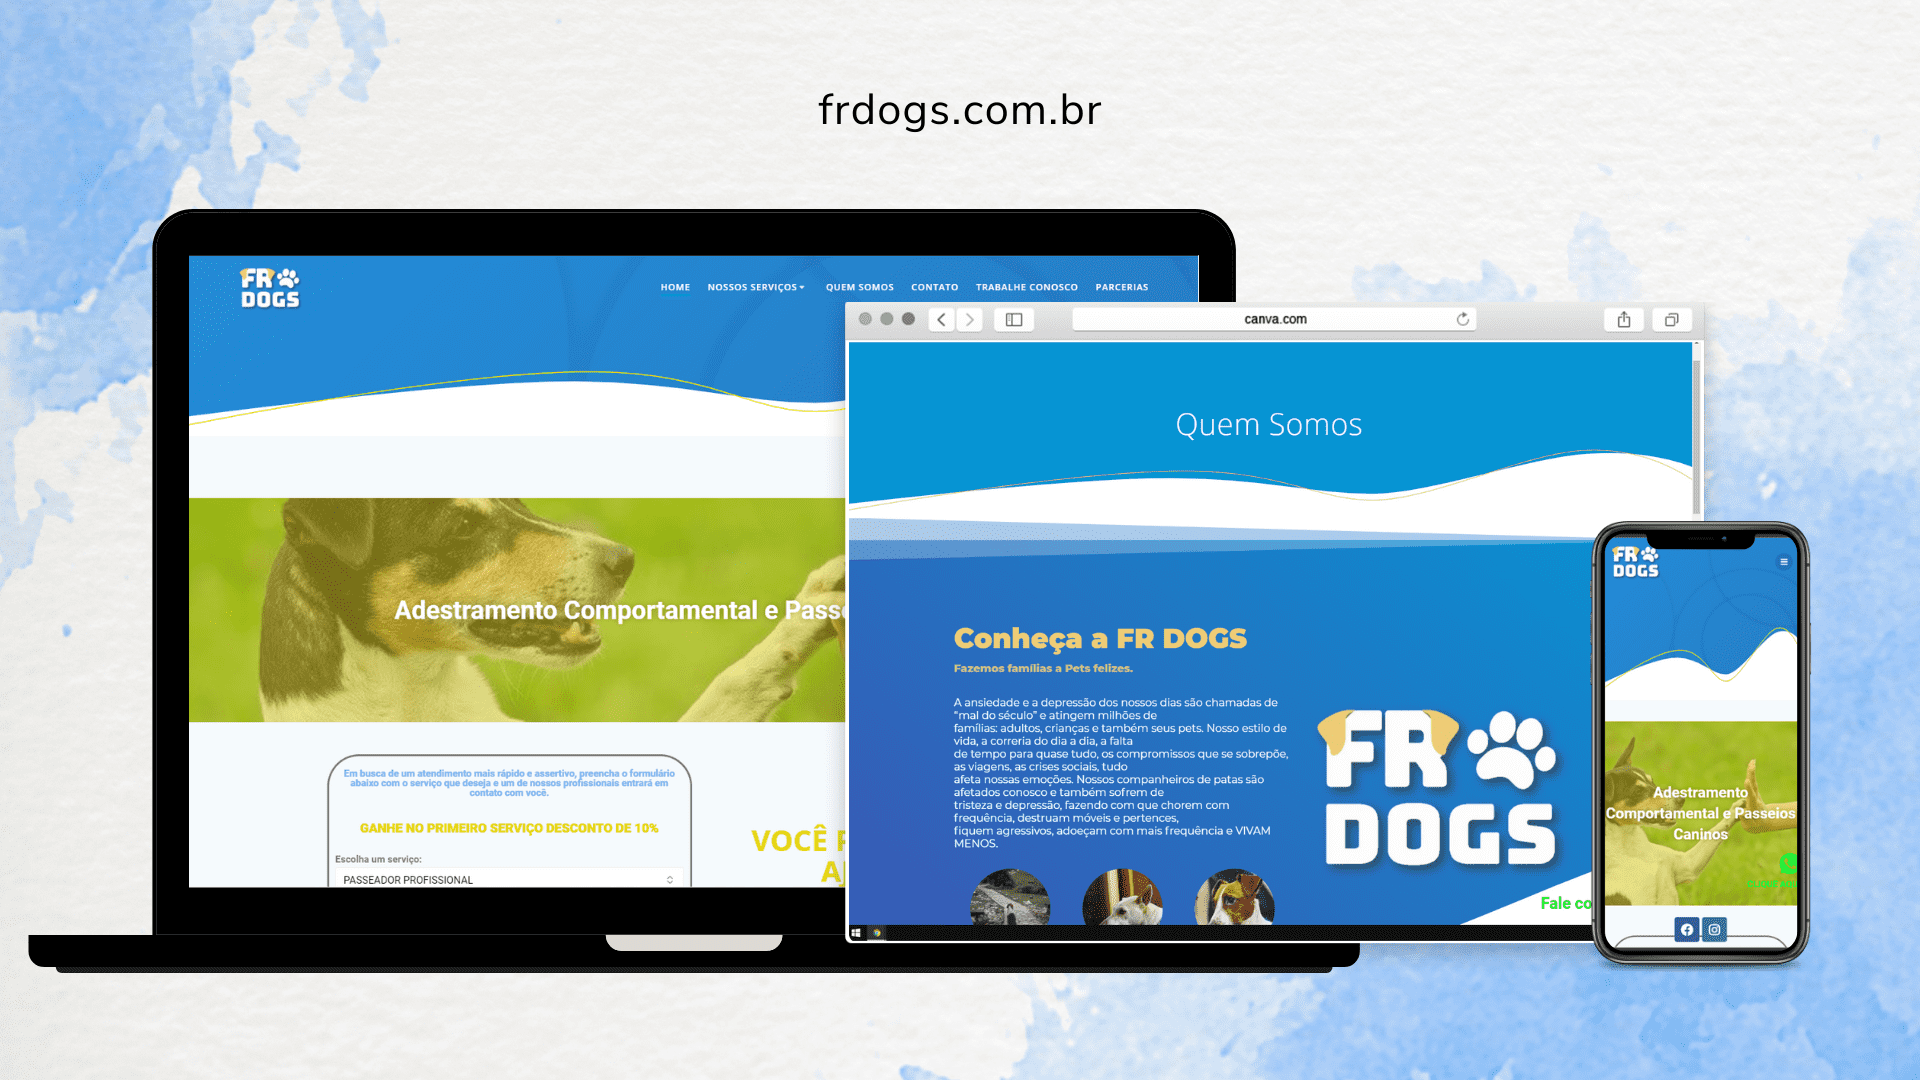 frdogs.com.br
FR
DOGS
HOME NOSSOS SERVIÇOS QUEM SOMOS CONTATO TRABALHE CONOSCO PARCERIAS
Adestramento Comportamental e Passe
Em busca de um atendimento mais rápido e assertivo, preencha o formulário
abaixo com o serviço que deseja e um de nossos profissionais entrará em
contato com você.
GANHE NO PRIMEIRO SERVIÇO DESCONTO DE 10%
Escolha um serviço:
PASSEADOR PROFISSIONAL
VOCÊ
canva.com
Quem Somos
Conheça a FR DOGS
Fazemos famílias a Pets felizes.
A ansiedade e a depressão dos nossos dias são chamadas de
“mal do século” e atingem milhões de
famílias: adultos, crianças e também seus pets. Nosso estilo de
vida, a correria do dia a dia, a falta
de tempo para quase tudo, os compromissos que se sobrepõe,
as viagens, as crises sociais, tudo
afeta nossas emoções. Nossos companheiros de patas são
afetados conosco e também sofrem de
tristeza e depressão, fazendo com que chorem com
frequência, destruam móveis e pertences,
fiquem agressivos, adoeçam com mais frequência e VIVAM
MENOS.
FR
DOGS
Fale co
FR
DOGS
Adestramento
Comportamental e Passeios
Caninos